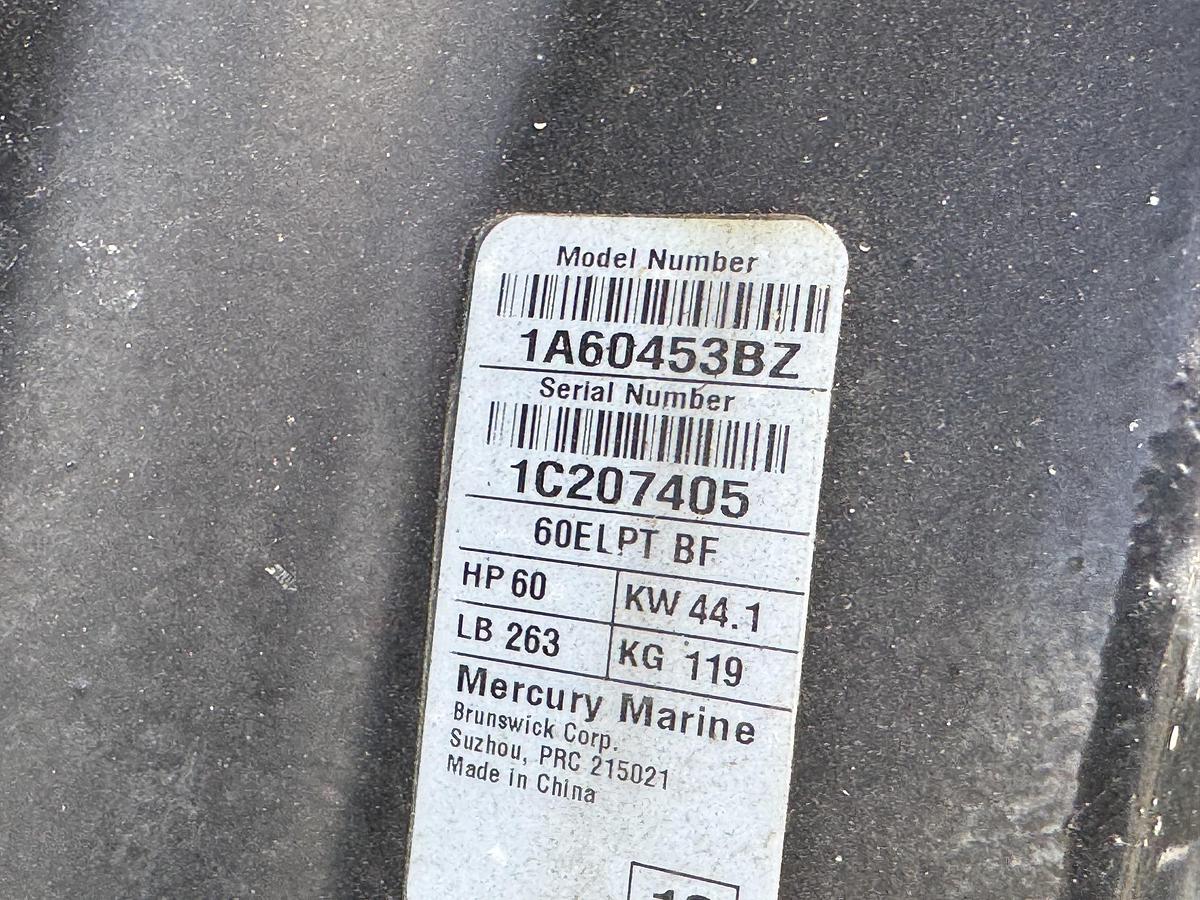 Model Number
1A60453BZ
Serial Number
1C207405
60ELPT BF
HP 60 KW 44.1
LB 263 KG 119
Mercury Marine
Brunswick Corp.
Suzhou, PRC 215021
Made in China